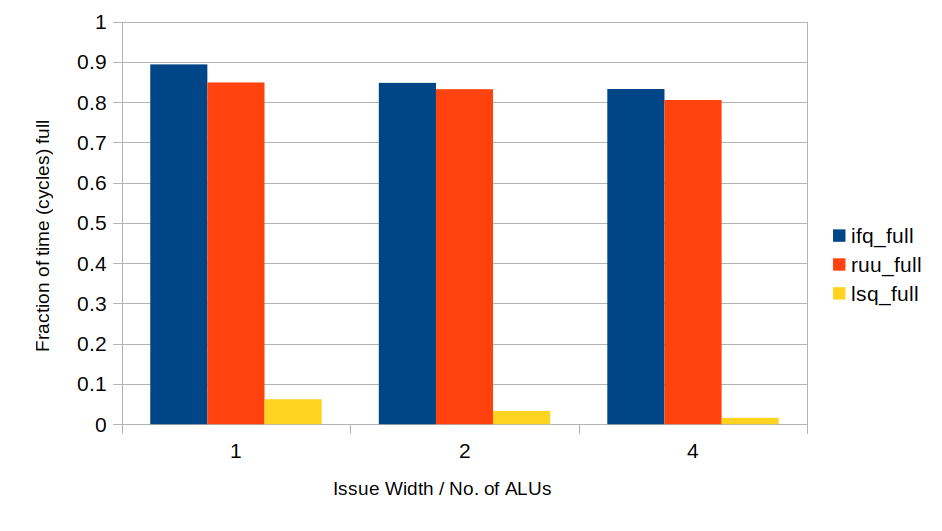 1
0.9
0.8
0.7
0.6
0.5
0.4
0.3
0.2
0.1
0
Fraction of time (cycles) full
1 2 4
Issue Width / No. of ALUs
ifq_full
ruu_full
lsq_full